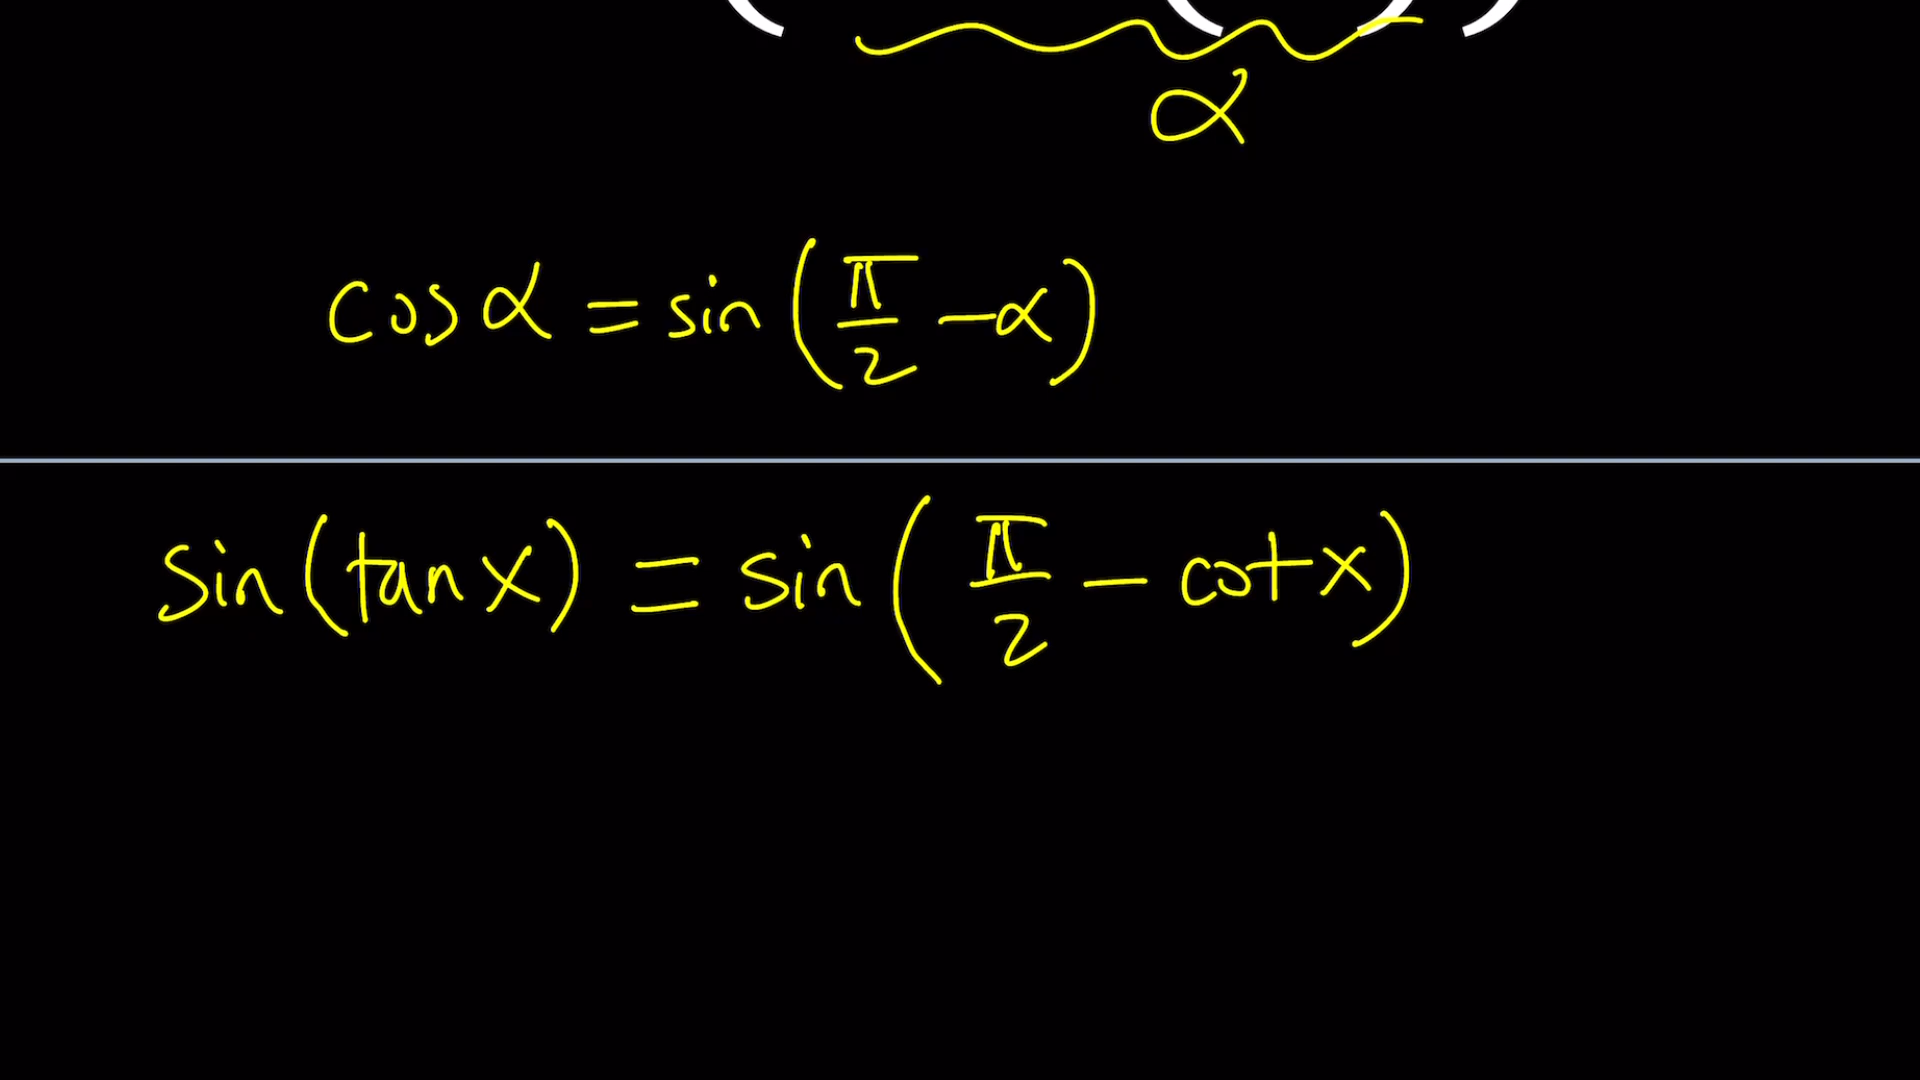 α
cos α = sin (π/2 - α)
sin (tan x) = sin (π/2 - cot x)